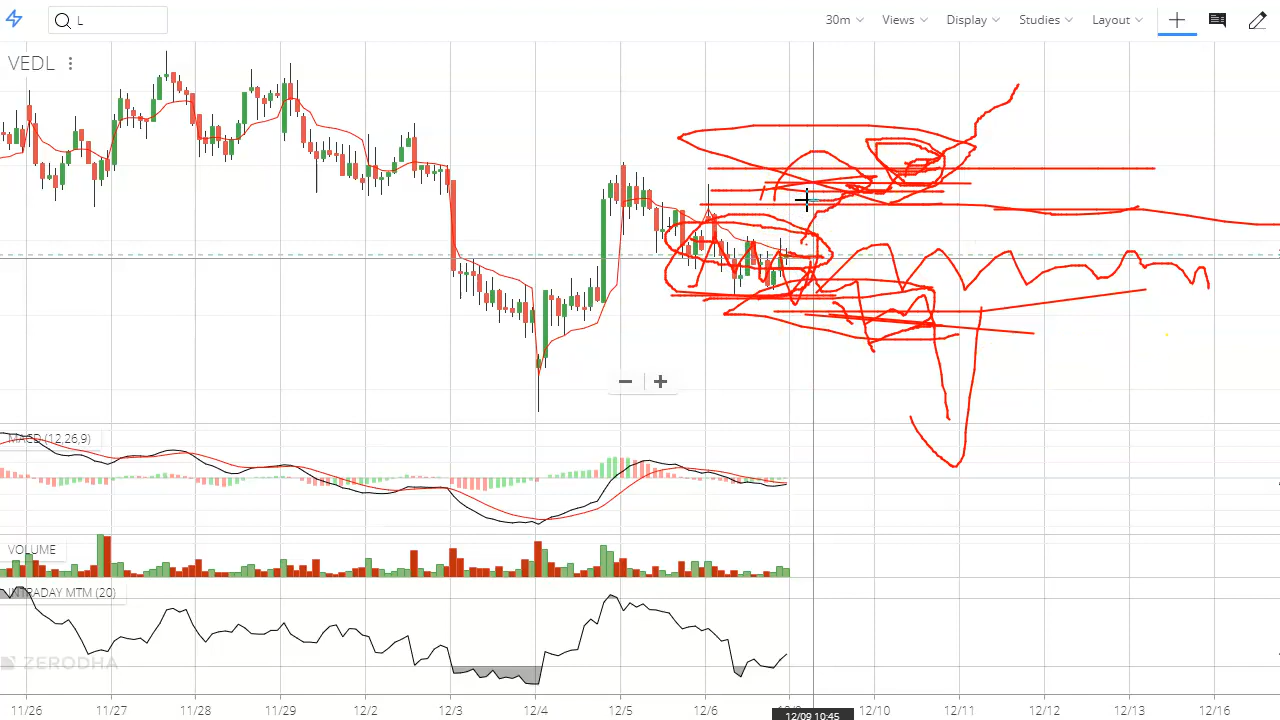 L
30m Views Display Studies Layout
VEDL
MACD (12,26,9)
VOLUME
INTRADAY MTM (20)
ZERODHA
11/26 11/27 11/28 11/29 12/2 12/3 12/4 12/5 12/6 12/10 12/11 12/12 12/13 12/16
12/09 10:45